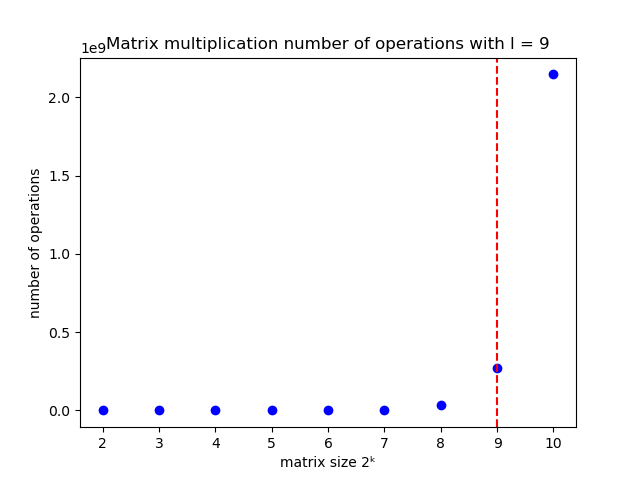 Matrix multiplication number of operations with l = 9
1e9
2.0
1.5
1.0
0.5
0.0
number of operations
2 3 4 5 6 7 8 9 10
matrix size 2ᵏ